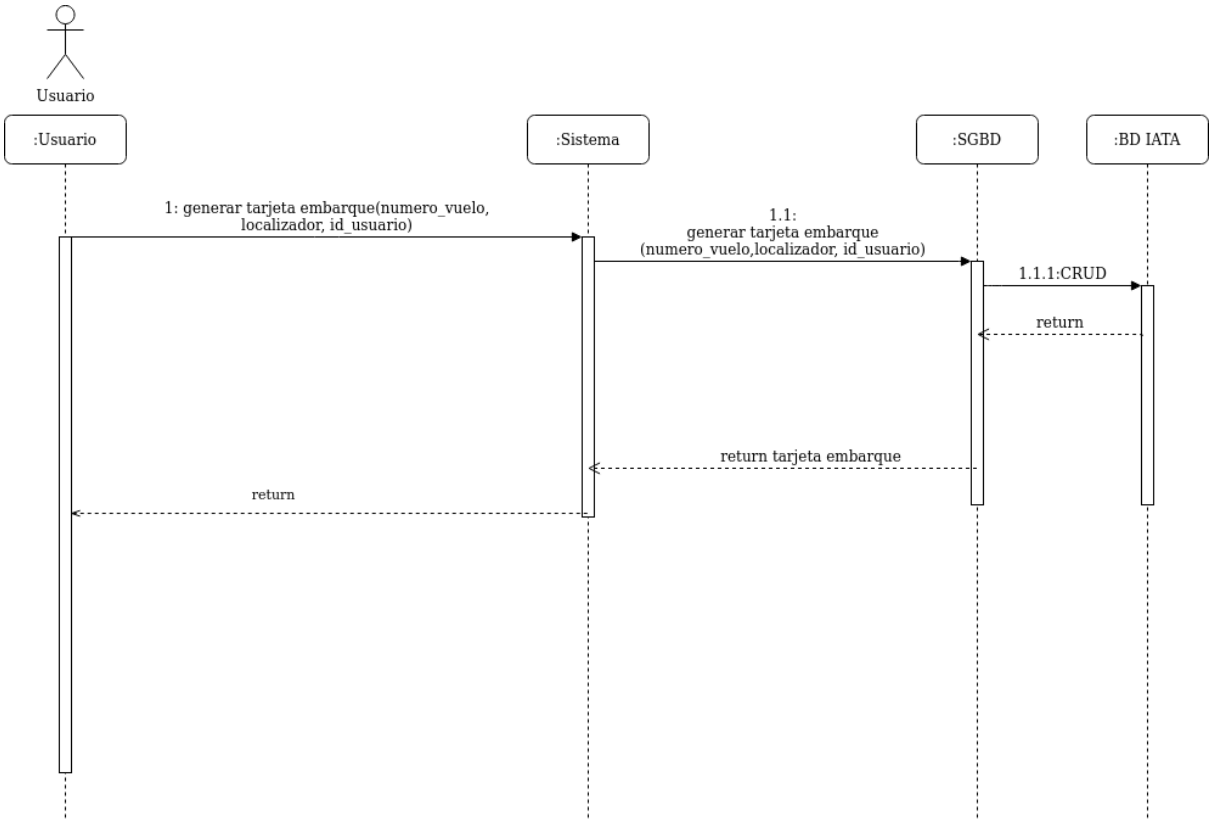 Usuario
:Usuario
:Sistema
:SGBD
:BD IATA
1: generar tarjeta embarque(numero_vuelo,
localizador, id_usuario)
1.1:
generar tarjeta embarque
(numero_vuelo,localizador, id_usuario)
1.1.1:CRUD
return
return tarjeta embarque
return